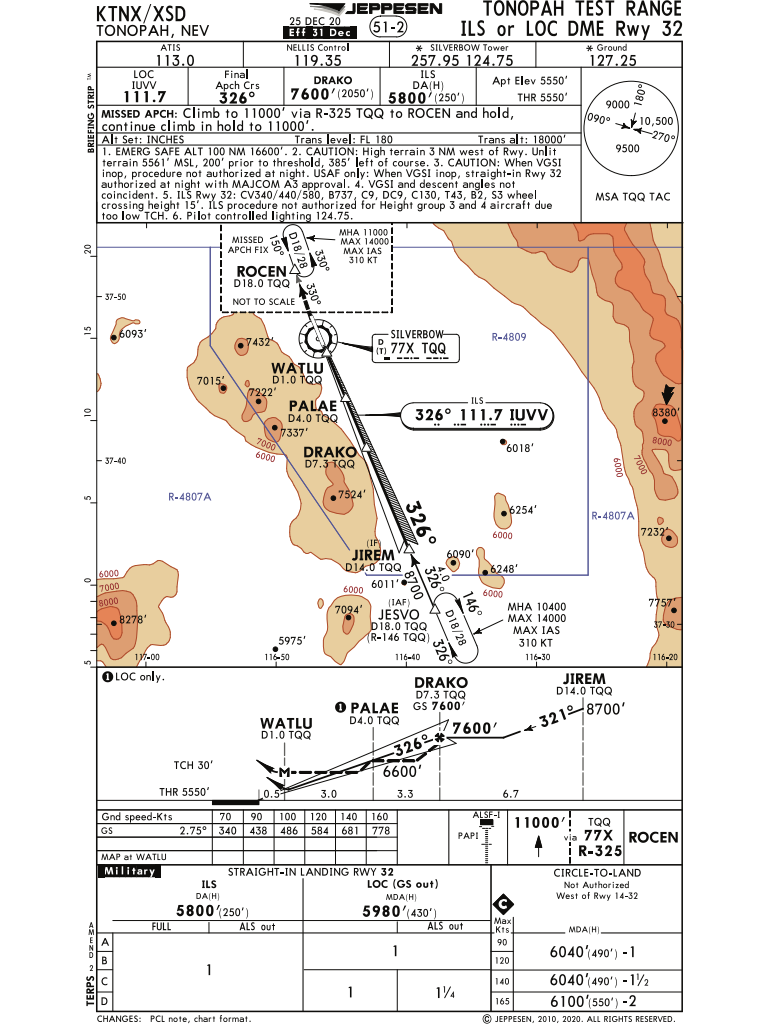 KTNX/XSD
TONOPAH, NEV
JEPPESEN
25 DEC 20
Eff 31 Dec
51-2
TONOPAH TEST RANGE
ILS or LOC DME Rwy 32
ATIS
113.0
NELLIS Control
119.35
* SILVERBOW Tower
257.95 124.75
* Ground
127.25
BRIEFING STRIP ™
LOC
IUVV
111.7
Final
Apch Crs
326°
DRAKO
7600' (2050')
ILS
DA(H)
5800' (250')
Apt Elev 5550'
THR 5550'
MISSED APCH: Climb to 11000' via R-325 TQQ to ROCEN and hold,
continue climb in hold to 11000'.
Alt Set: INCHES Trans level: FL 180 Trans alt: 18000'
1. EMERG SAFE ALT 100 NM 16600'. 2. CAUTION: High terrain 3 NM west of Rwy. Unlit
terrain 5561' MSL, 200' prior to threshold, 385' left of course. 3. CAUTION: When VGSI
inop, procedure not authorized at night. USAF only: When VGSI inop, straight-in Rwy 32
authorized at night with MAJCOM A3 approval. 4. VGSI and descent angles not
coincident. 5. ILS Rwy 32: CV340/440/580, B737, C9, DC9, C130, T43, B2, S3 wheel
crossing height 15'. ILS procedure not authorized for Height group 3 and 4 aircraft due
too low TCH. 6. Pilot controlled lighting 124.75.
9000
180°
090°
10,500
270°
9500
MSA TQQ TAC
MISSED
APCH FIX
150°
D18/28
330°
MHA 11000
MAX 14000
MAX IAS
310 KT
ROCEN
D18.0 TQQ
330°
NOT TO SCALE
20
37-50
15
6093'
7432'
SILVERBOW
D
(T)
77X TQQ
R-4809
WATLU
D1.0 TQQ
7015'
7222'
PALAE
D4.0 TQQ
7337'
ILS
326° 111.7 IUVV
8380'
8000
7000
6000
10
7000
6000
DRAKO
D7.3 TQQ
6018'
37-40
7524'
R-4807A
5
326°
6254'
6000
R-4807A
7232'
(IF)
JIREM
D14.0 TQQ
6090'
6248'
6000
0
6011'
8700
326°
4.0
6000
7000
8000
8278'
6000
7094'
(IAF)
JESVO
D18.0 TQQ
(R-146 TQQ)
146°
D18/28
326°
MHA 10400
MAX 14000
MAX IAS
310 KT
7757'
37-30
5975'
5
117-00
116-50
116-40
116-30
116-20
1 LOC only.
DRAKO
D7.3 TQQ
GS 7600'
JIREM
D14.0 TQQ
1 PALAE
D4.0 TQQ
WATLU
D1.0 TQQ
7600'
321°
8700'
326°
6600'
M
TCH 30'
THR 5550'
0.5
3.0
3.3
6.7
Gnd speed-Kts 70 90 100 120 140 160
GS 2.75° 340 438 486 584 681 778
MAP at WATLU
ALSF-I
PAPI
11000'
via
TQQ
77X
R-325
ROCEN
Military
STRAIGHT-IN LANDING RWY 32
CIRCLE-TO-LAND
Not Authorized
West of Rwy 14-32
ILS
DA(H)
5800' (250')
LOC (GS out)
MDA(H)
5980' (430')
C
FULL
ALS out
ALS out
Max
Kts
MDA(H)
AMEND 2
TERPS
A
B
C
D
1
1
1
1¼
90
120
6040' (490') -1
140
6040' (490') -1½
165
6100' (550') -2
CHANGES: PCL note, chart format.
© JEPPESEN, 2010, 2020. ALL RIGHTS RESERVED.